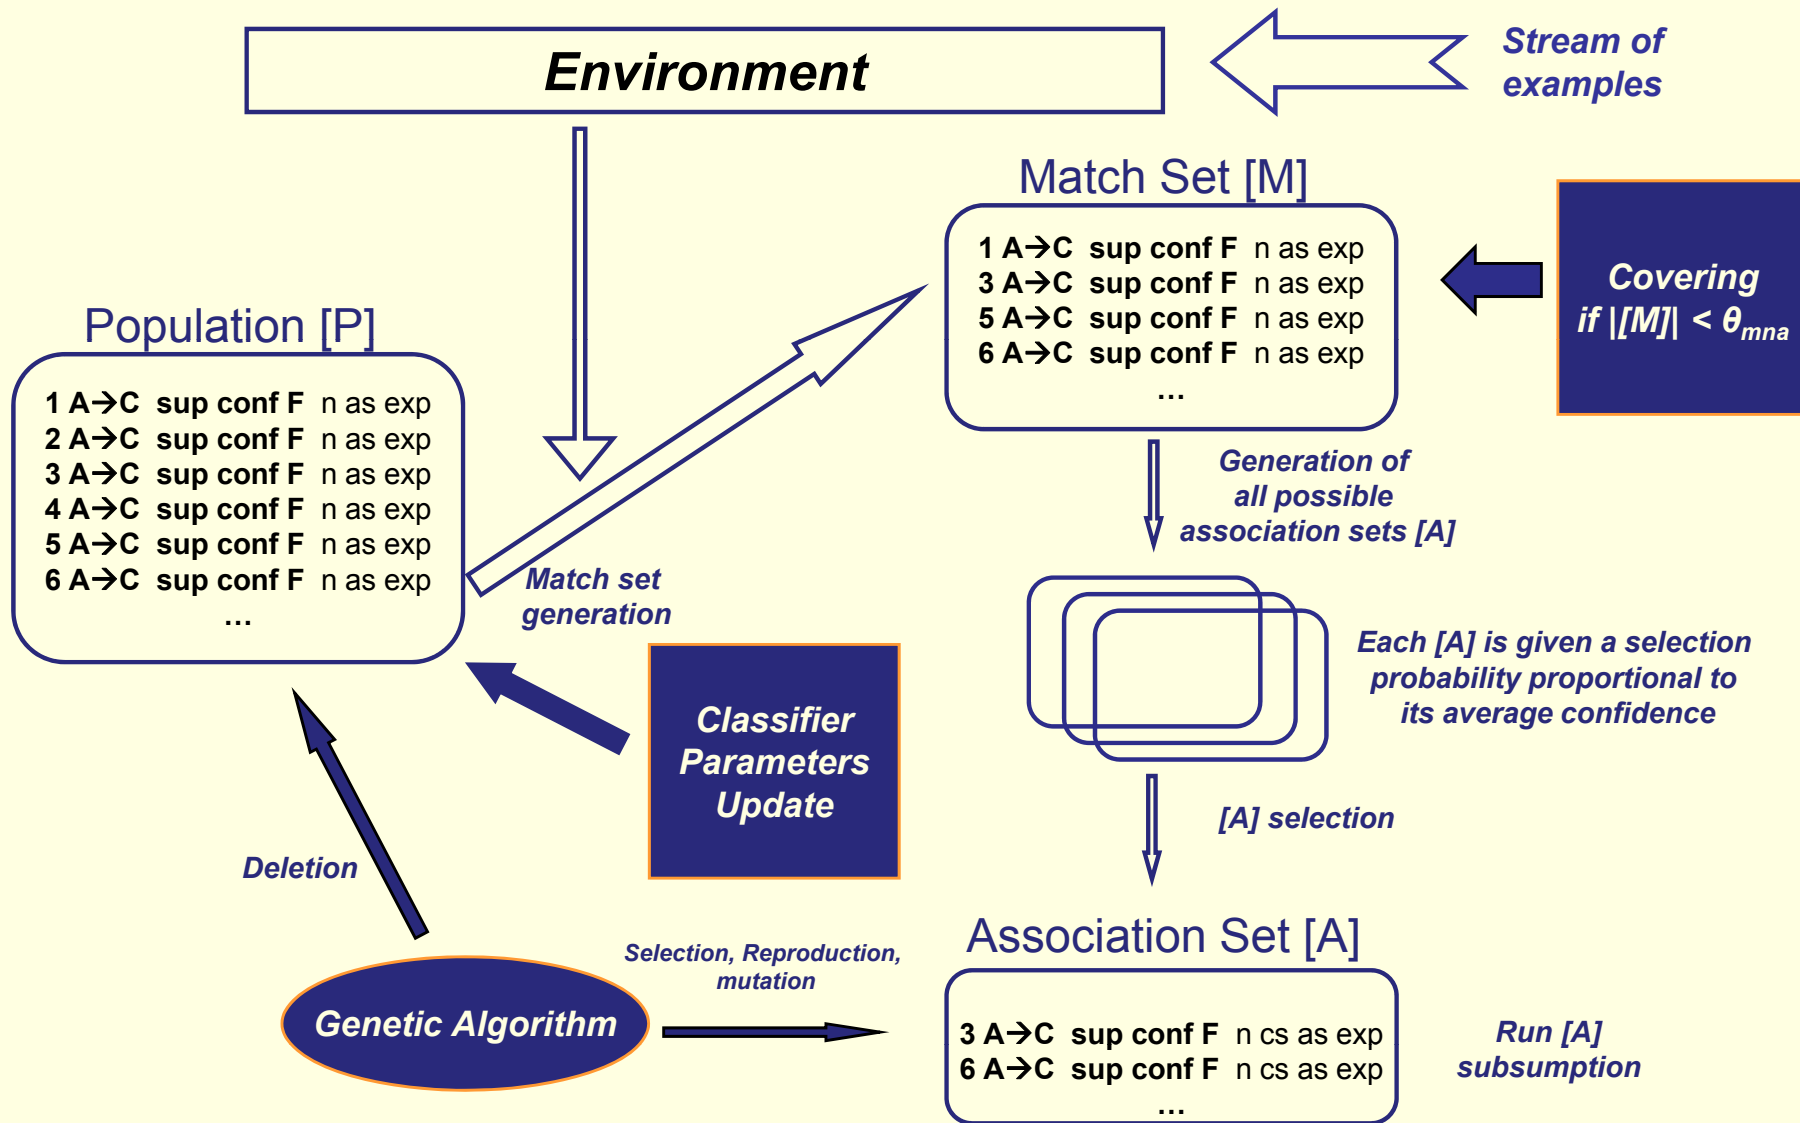 Environment
Stream of
examples
Match Set [M]
1 A→C sup conf F n as exp
3 A→C sup conf F n as exp
5 A→C sup conf F n as exp
6 A→C sup conf F n as exp
...
Covering
if |[M]| < θmna
Population [P]
1 A→C sup conf F n as exp
2 A→C sup conf F n as exp
3 A→C sup conf F n as exp
4 A→C sup conf F n as exp
5 A→C sup conf F n as exp
6 A→C sup conf F n as exp
...
Match set
generation
Generation of
all possible
association sets [A]
Each [A] is given a selection
probability proportional to
its average confidence
Classifier
Parameters
Update
[A] selection
Deletion
Genetic Algorithm
Selection, Reproduction,
mutation
Association Set [A]
3 A→C sup conf F n cs as exp
6 A→C sup conf F n cs as exp
...
Run [A]
subsumption